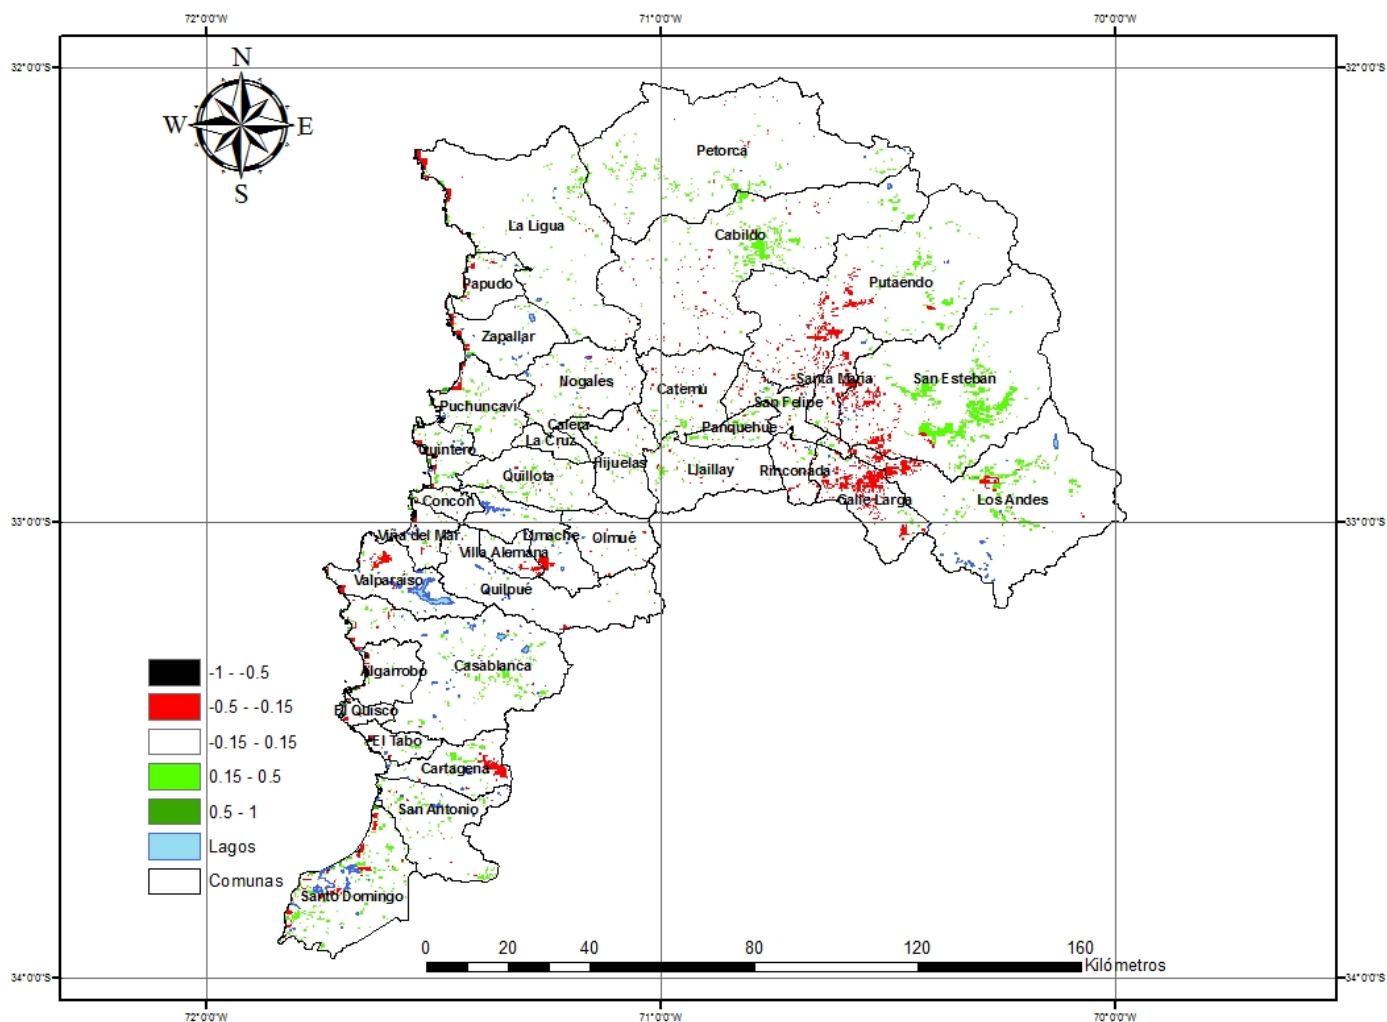 72°0'0"W
71°0'0"W
70°0'0"W
32°0'0"S
32°0'0"S
N
W
E
S
Petorca
La Ligua
Cabildo
Papudo
Putaendo
Zapallar
Nogales
Catemu
Santa Maria
San Esteban
Puchuncaví
San Felipe
Calera
Panquehue
La Cruz
Quintero
Hijuelas
Llaillay
Rinconada
Quillota
Concón
Calle Larga
Los Andes
33°0'0"S
33°0'0"S
Viña del Mar
Limache
Olmué
Villa Alemana
Valparaíso
Quilpué
Casablanca
Algarrobo
El Quisco
El Tabo
Cartagena
San Antonio
Santo Domingo
-1 - -0.5
-0.5 - -0.15
-0.15 - 0.15
0.15 - 0.5
0.5 - 1
Lagos
Comunas
0 20 40 80 120 160
Kilómetros
34°0'0"S
34°0'0"S
72°0'0"W
71°0'0"W
70°0'0"W